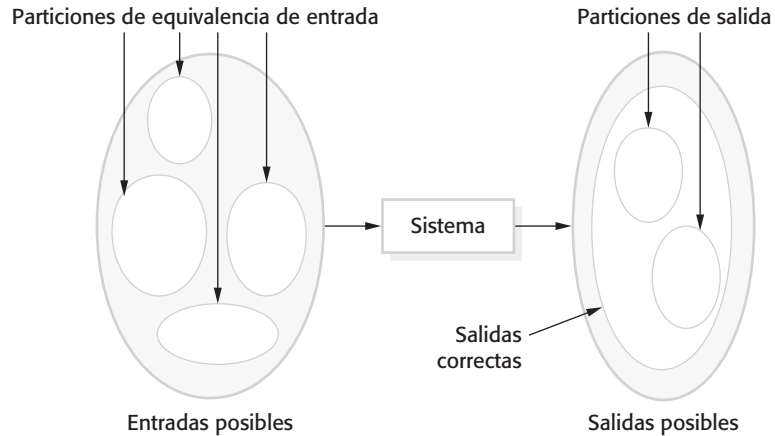 Particiones de equivalencia de entrada
Particiones de salida
Sistema
Salidas
correctas
Entradas posibles
Salidas posibles